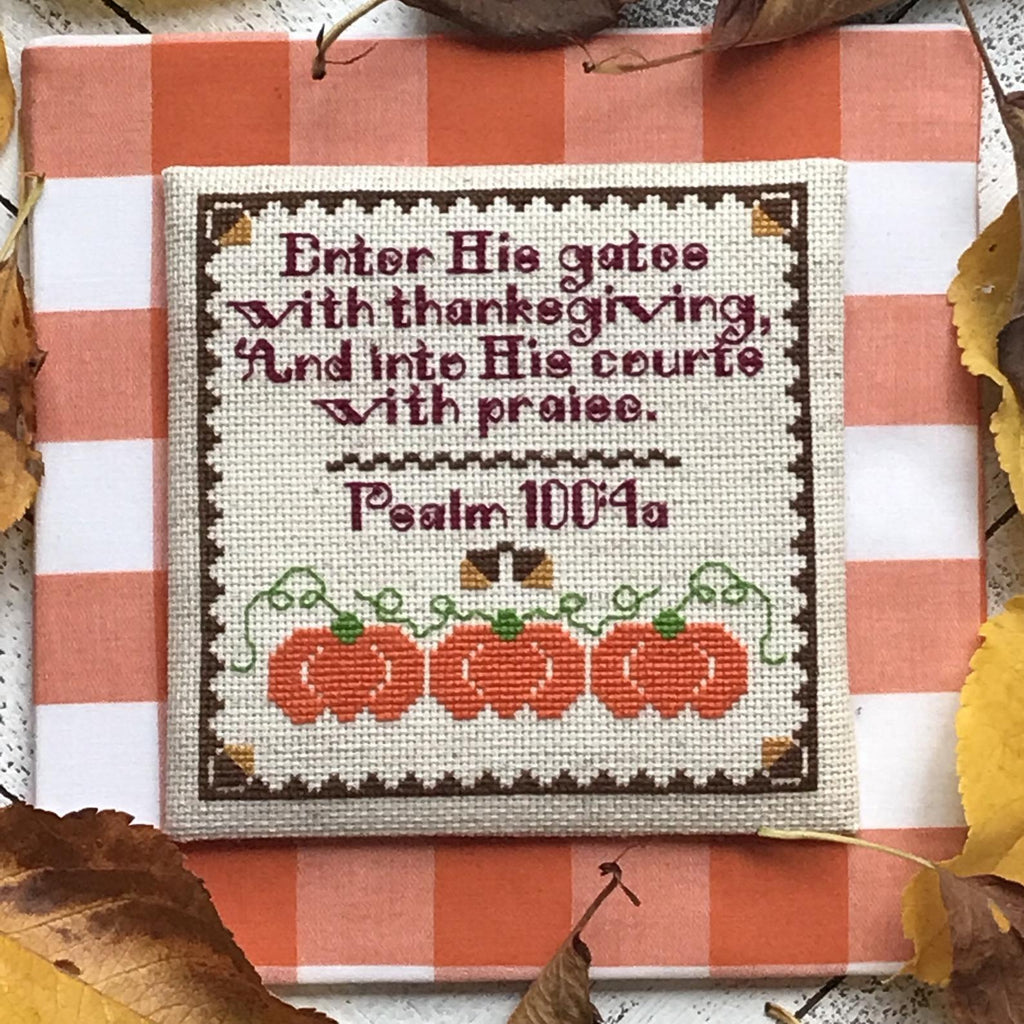 Enter His gates
with thanksgiving,
And into His courts
with praise.
Psalm 100:4a